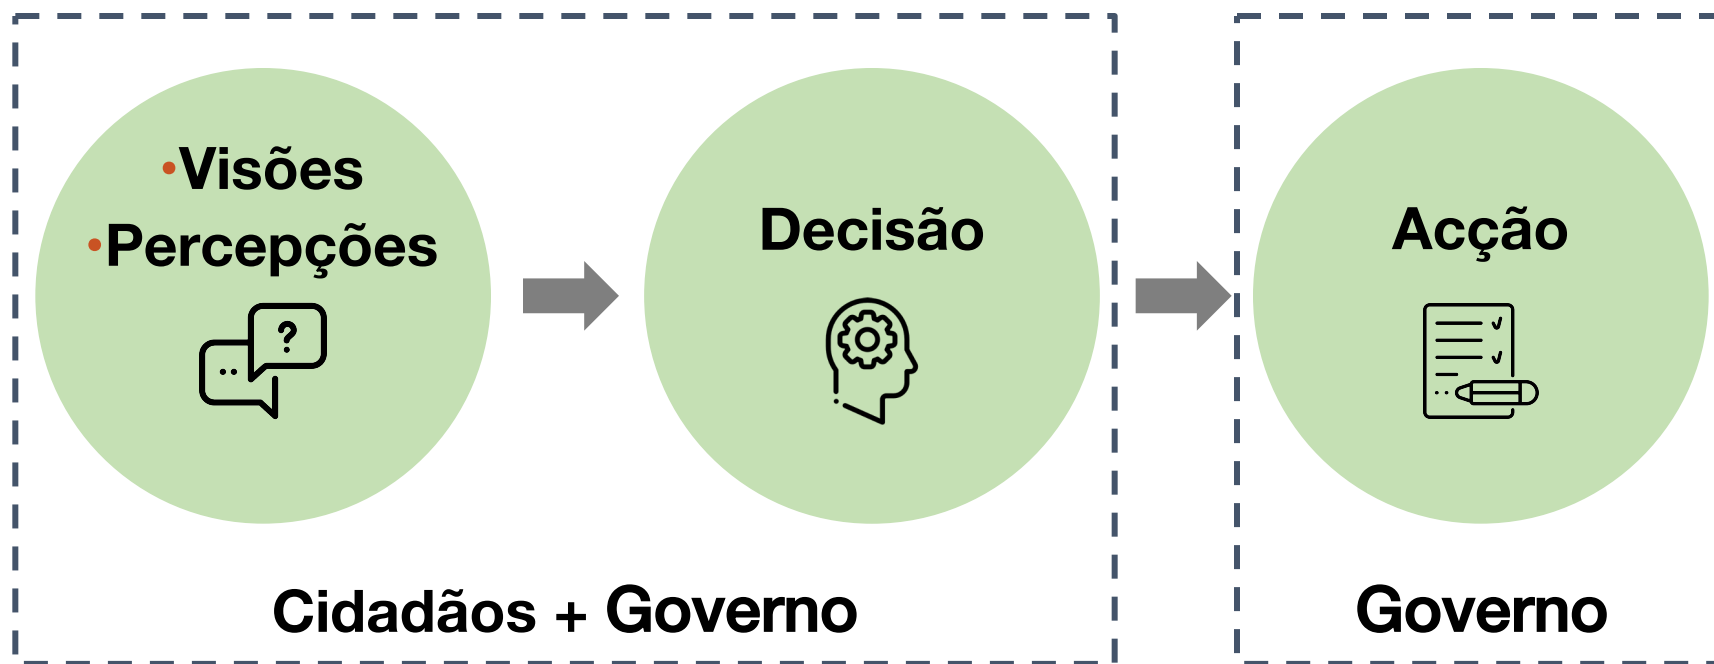 •Visões
•Percepções
?
Decisão
Acção
Cidadãos + Governo
Governo